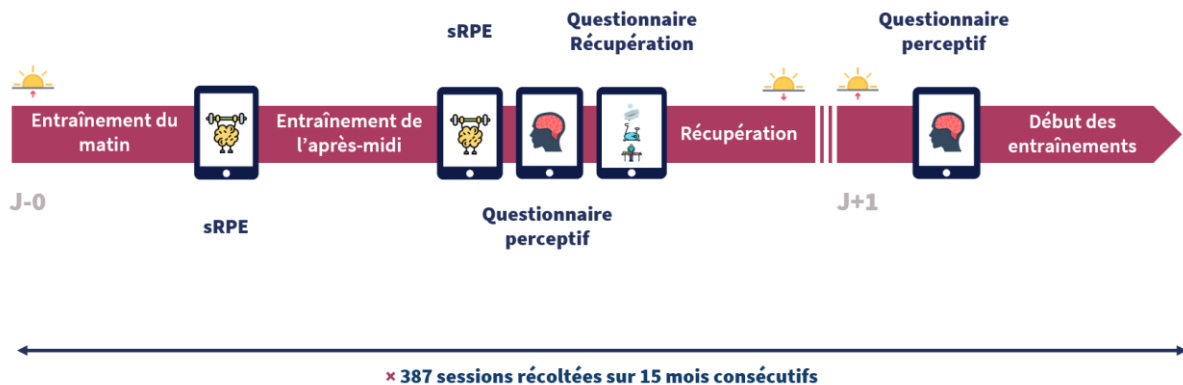 sRPE
Questionnaire
Récupération
Questionnaire
perceptif
Entraînement du
matin
Entraînement de
l'après-midi
Récupération
Début des
entraînements
J-0
J+1
sRPE
Questionnaire
perceptif
× 387 sessions récoltées sur 15 mois consécutifs